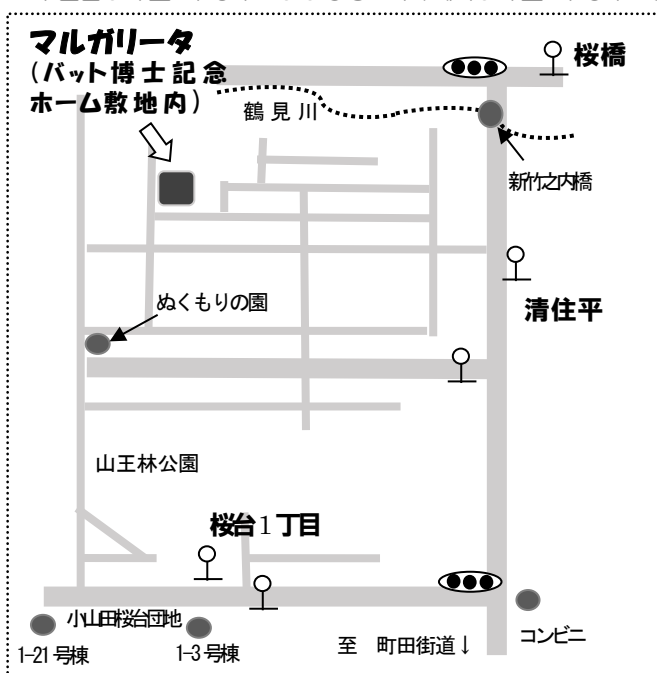 マルガリータ
（バット博士記念
ホーム敷地内）
桜橋
鶴見川
新竹之内橋
清住平
ぬくもりの園
山王林公園
桜台１丁目
小山田桜台団地
1-21号棟
1-3号棟
至　町田街道↓
コンビニ